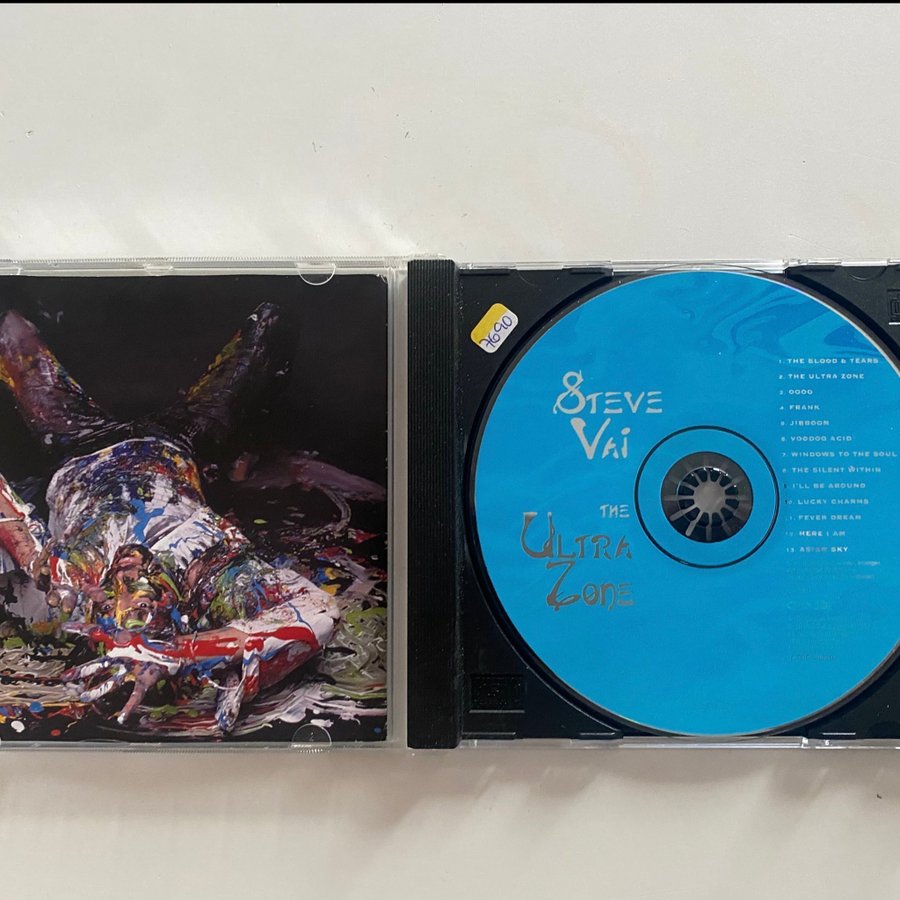 7690
STEVE
VAI
THE
ULTRA
ZONE
1. THE BLOOD & TEARS
2. THE ULTRA ZONE
3. OOOO
4. FRANK
5. JIBBOOM
6. VOODOO ACID
7. WINDOWS TO THE SOUL
8. THE SILENT WITHIN
9. I'LL BE AROUND
10. LUCKY CHARMS
11. FEVER DREAM
12. HERE I AM
13. ASIAN SKY